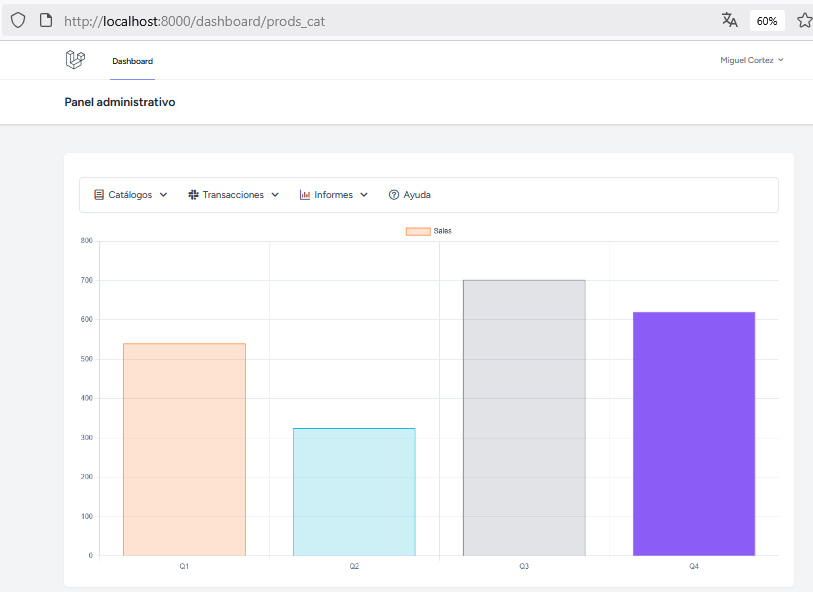 http://localhost:8000/dashboard/prods_cat
60%
Dashboard
Miguel Cortez
Panel administrativo
Catálogos Transacciones Informes Ayuda
Sales
800
700
600
500
400
300
200
100
0
Q1 Q2 Q3 Q4